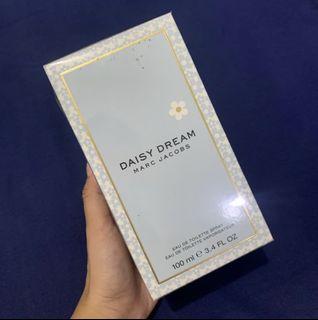 DAISY DREAM
MARC JACOBS
EAU DE TOILETTE SPRAY
EAU DE TOILETTE VAPORISATEUR
100 ml ℮ 3.4 FL OZ